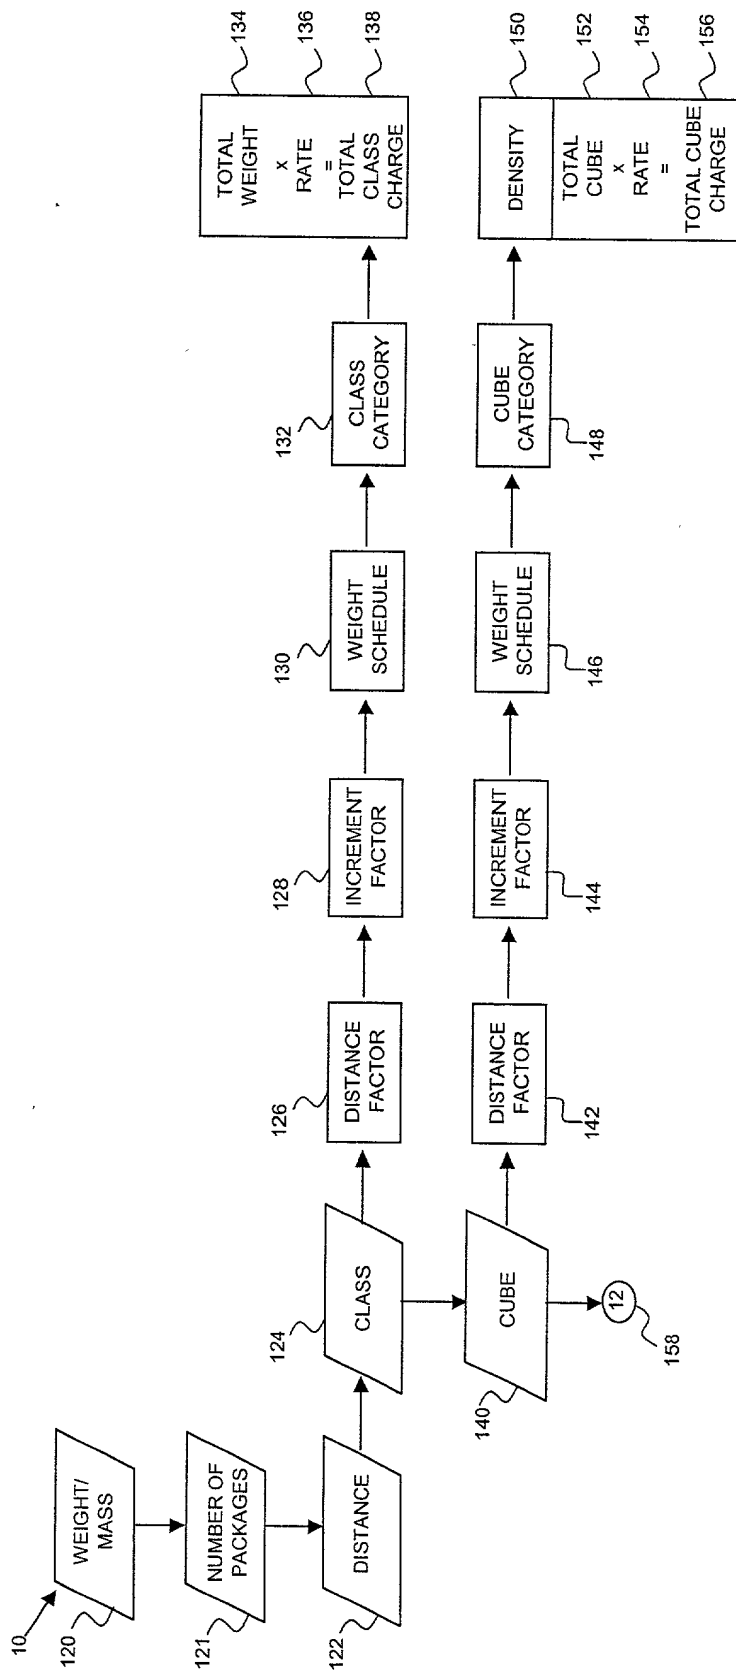 10
120
WEIGHT/
MASS
121
NUMBER OF
PACKAGES
122
DISTANCE
124
CLASS
126
DISTANCE
FACTOR
128
INCREMENT
FACTOR
130
WEIGHT
SCHEDULE
132
CLASS
CATEGORY
TOTAL
WEIGHT
x
RATE
=
TOTAL
CLASS
CHARGE
134
136
138
140
CUBE
12
158
DISTANCE
FACTOR
142
INCREMENT
FACTOR
144
WEIGHT
SCHEDULE
146
CUBE
CATEGORY
148
DENSITY
TOTAL
CUBE
x
RATE
=
TOTAL CUBE
CHARGE
150
152
154
156